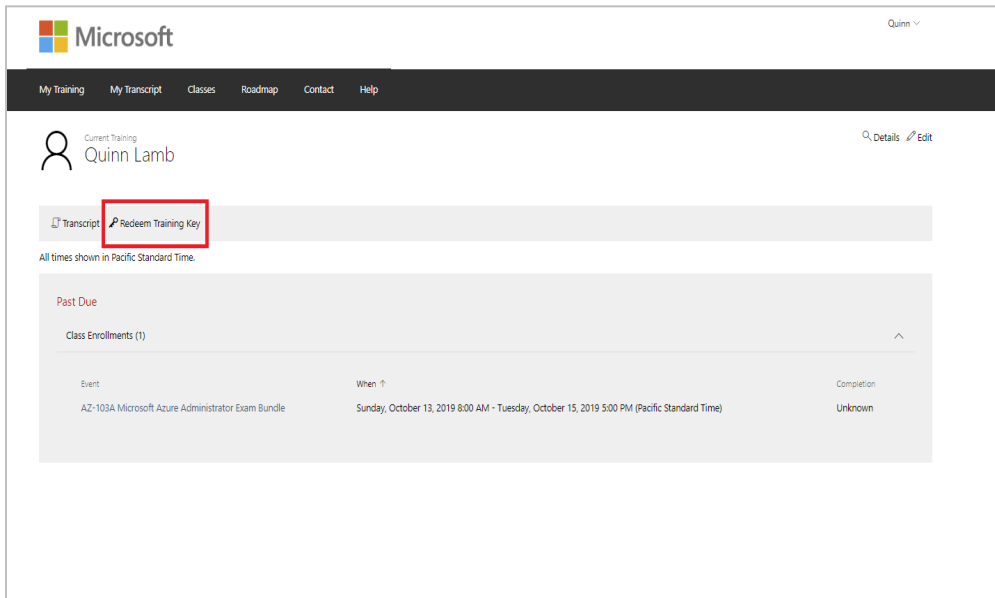 Microsoft
Quinn
My Training My Transcript Classes Roadmap Contact Help
Current Training
Quinn Lamb
Details Edit
Transcript Redeem Training Key
All times shown in Pacific Standard Time.
Past Due
Class Enrollments (1)
Event When ↑ Completion
AZ-103A Microsoft Azure Administrator Exam Bundle Sunday, October 13, 2019 8:00 AM - Tuesday, October 15, 2019 5:00 PM (Pacific Standard Time) Unknown